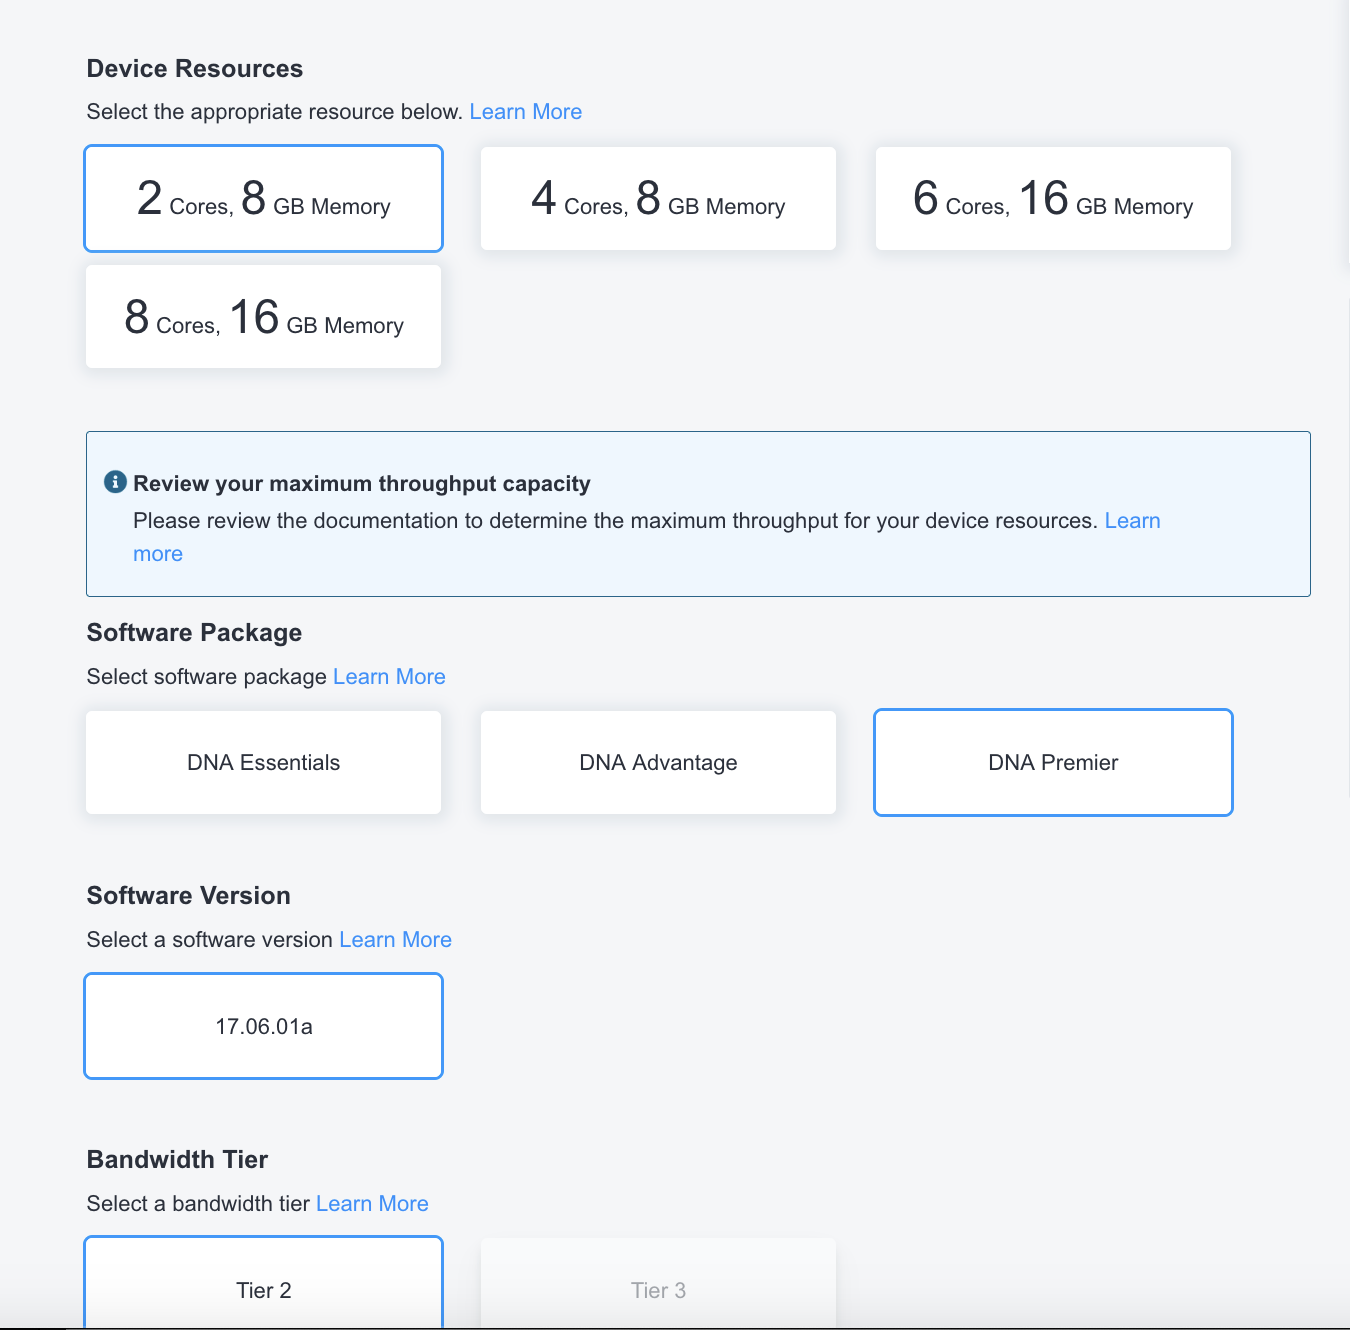 Device Resources
Select the appropriate resource below. Learn More
2 Cores, 8 GB Memory
4 Cores, 8 GB Memory
6 Cores, 16 GB Memory
8 Cores, 16 GB Memory
Review your maximum throughput capacity
Please review the documentation to determine the maximum throughput for your device resources. Learn
more
Software Package
Select software package Learn More
DNA Essentials
DNA Advantage
DNA Premier
Software Version
Select a software version Learn More
17.06.01a
Bandwidth Tier
Select a bandwidth tier Learn More
Tier 2
Tier 3